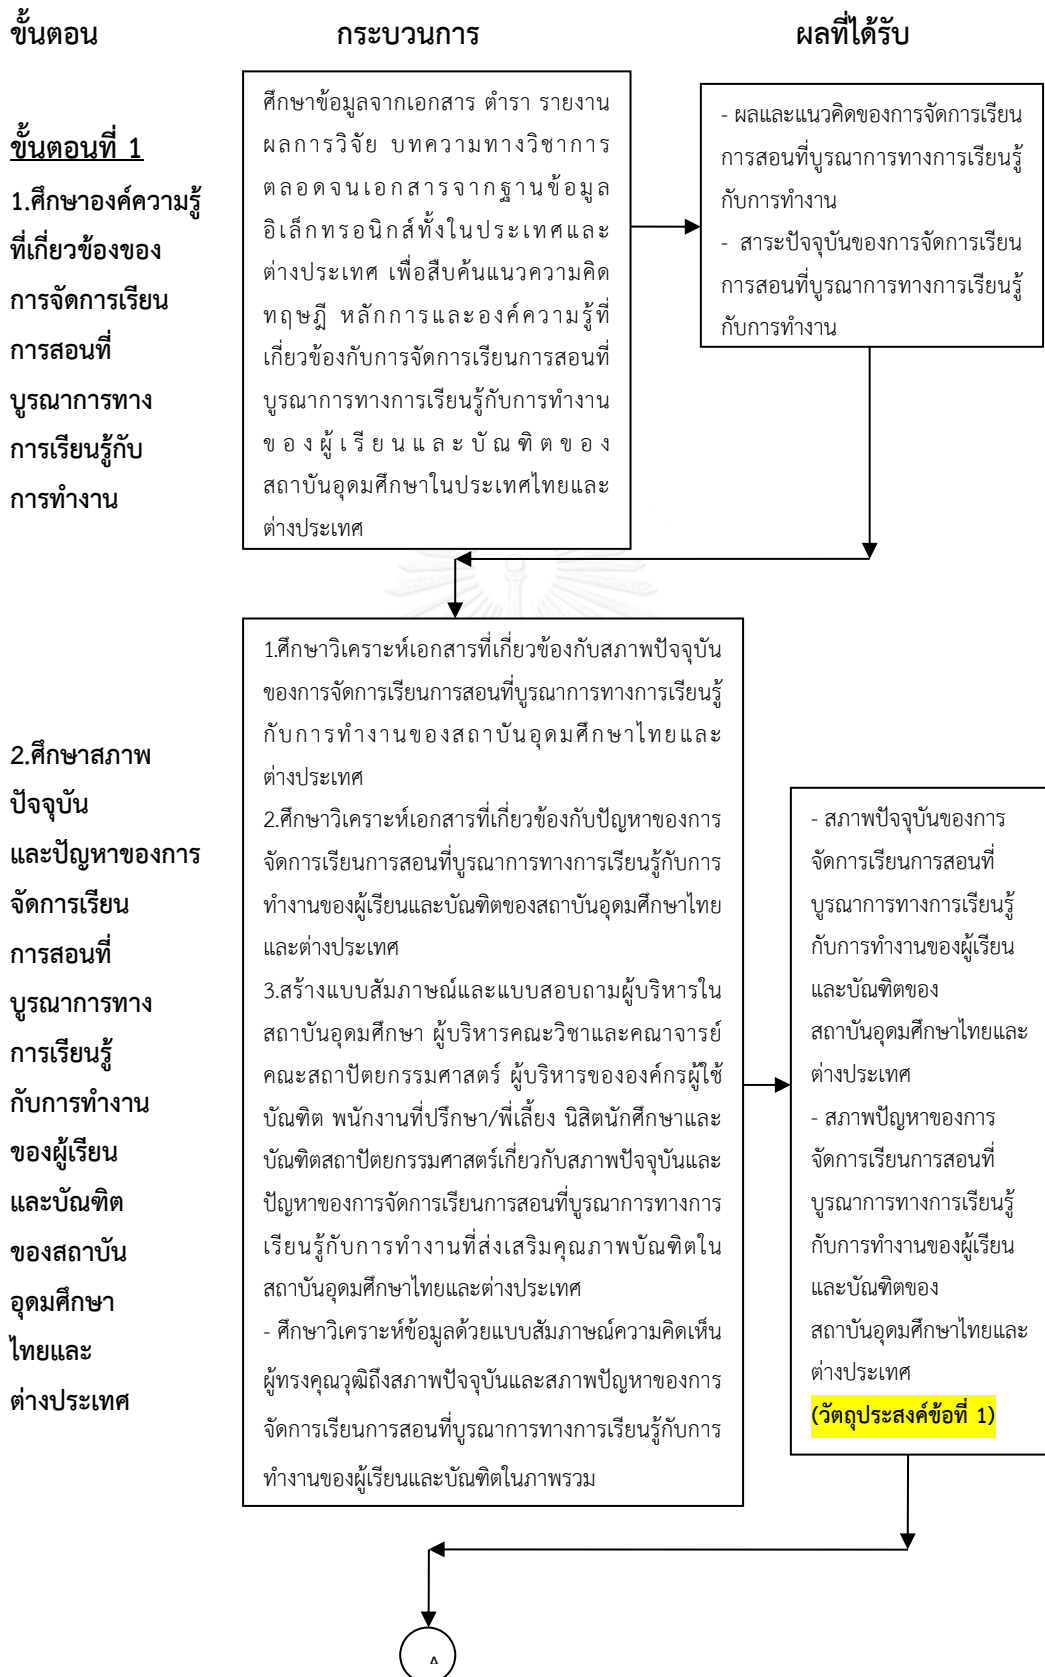 ขั้นตอน กระบวนการ ผลที่ได้รับ
ขั้นตอนที่ 1
1.ศึกษาองค์ความรู้
ที่เกี่ยวข้องของ
การจัดการเรียน
การสอนที่
บูรณาการทาง
การเรียนรู้กับ
การทำงาน
ศึกษาข้อมูลจากเอกสาร ตำรา รายงาน
ผลการวิจัย บทความทางวิชาการ
ตลอดจนเอกสารจากฐานข้อมูล
อิเล็กทรอนิกส์ทั้งในประเทศและ
ต่างประเทศ เพื่อสืบค้นแนวความคิด
ทฤษฎี หลักการและองค์ความรู้ที่
เกี่ยวข้องกับการจัดการเรียนการสอนที่
บูรณาการทางการเรียนรู้กับการทำงาน
ของผู้เรียนและบัณฑิตของ
สถาบันอุดมศึกษาในประเทศไทยและ
ต่างประเทศ
- ผลและแนวคิดของการจัดการเรียน
การสอนที่บูรณาการทางการเรียนรู้
กับการทำงาน
- สาระปัจจุบันของการจัดการเรียน
การสอนที่บูรณาการทางการเรียนรู้
กับการทำงาน
2.ศึกษาสภาพ
ปัจจุบัน
และปัญหาของการ
จัดการเรียน
การสอนที่
บูรณาการทาง
การเรียนรู้
กับการทำงาน
ของผู้เรียน
และบัณฑิต
ของสถาบัน
อุดมศึกษา
ไทยและ
ต่างประเทศ
1.ศึกษาวิเคราะห์เอกสารที่เกี่ยวข้องกับสภาพปัจจุบัน
ของการจัดการเรียนการสอนที่บูรณาการทางการเรียนรู้
กับการทำงานของสถาบันอุดมศึกษาไทยและ
ต่างประเทศ
2.ศึกษาวิเคราะห์เอกสารที่เกี่ยวข้องกับปัญหาของการ
จัดการเรียนการสอนที่บูรณาการทางการเรียนรู้กับการ
ทำงานของผู้เรียนและบัณฑิตของสถาบันอุดมศึกษาไทย
และต่างประเทศ
3.สร้างแบบสัมภาษณ์และแบบสอบถามผู้บริหารใน
สถาบันอุดมศึกษา ผู้บริหารคณะวิชาและคณาจารย์
คณะสถาปัตยกรรมศาสตร์ ผู้บริหารขององค์กรผู้ใช้
บัณฑิต พนักงานที่ปรึกษา/พี่เลี้ยง นิสิตนักศึกษาและ
บัณฑิตสถาปัตยกรรมศาสตร์เกี่ยวกับสภาพปัจจุบันและ
ปัญหาของการจัดการเรียนการสอนที่บูรณาการทางการ
เรียนรู้กับการทำงานที่ส่งเสริมคุณภาพบัณฑิตใน
สถาบันอุดมศึกษาไทยและต่างประเทศ
- ศึกษาวิเคราะห์ข้อมูลด้วยแบบสัมภาษณ์ความคิดเห็น
ผู้ทรงคุณวุฒิถึงสภาพปัจจุบันและสภาพปัญหาของการ
จัดการเรียนการสอนที่บูรณาการทางการเรียนรู้กับการ
ทำงานของผู้เรียนและบัณฑิตในภาพรวม
- สภาพปัจจุบันของการ
จัดการเรียนการสอนที่
บูรณาการทางการเรียนรู้
กับการทำงานของผู้เรียน
และบัณฑิตของ
สถาบันอุดมศึกษาไทยและ
ต่างประเทศ
- สภาพปัญหาของการ
จัดการเรียนการสอนที่
บูรณาการทางการเรียนรู้
กับการทำงานของผู้เรียน
และบัณฑิตของ
สถาบันอุดมศึกษาไทยและ
ต่างประเทศ
(วัตถุประสงค์ข้อที่ 1)